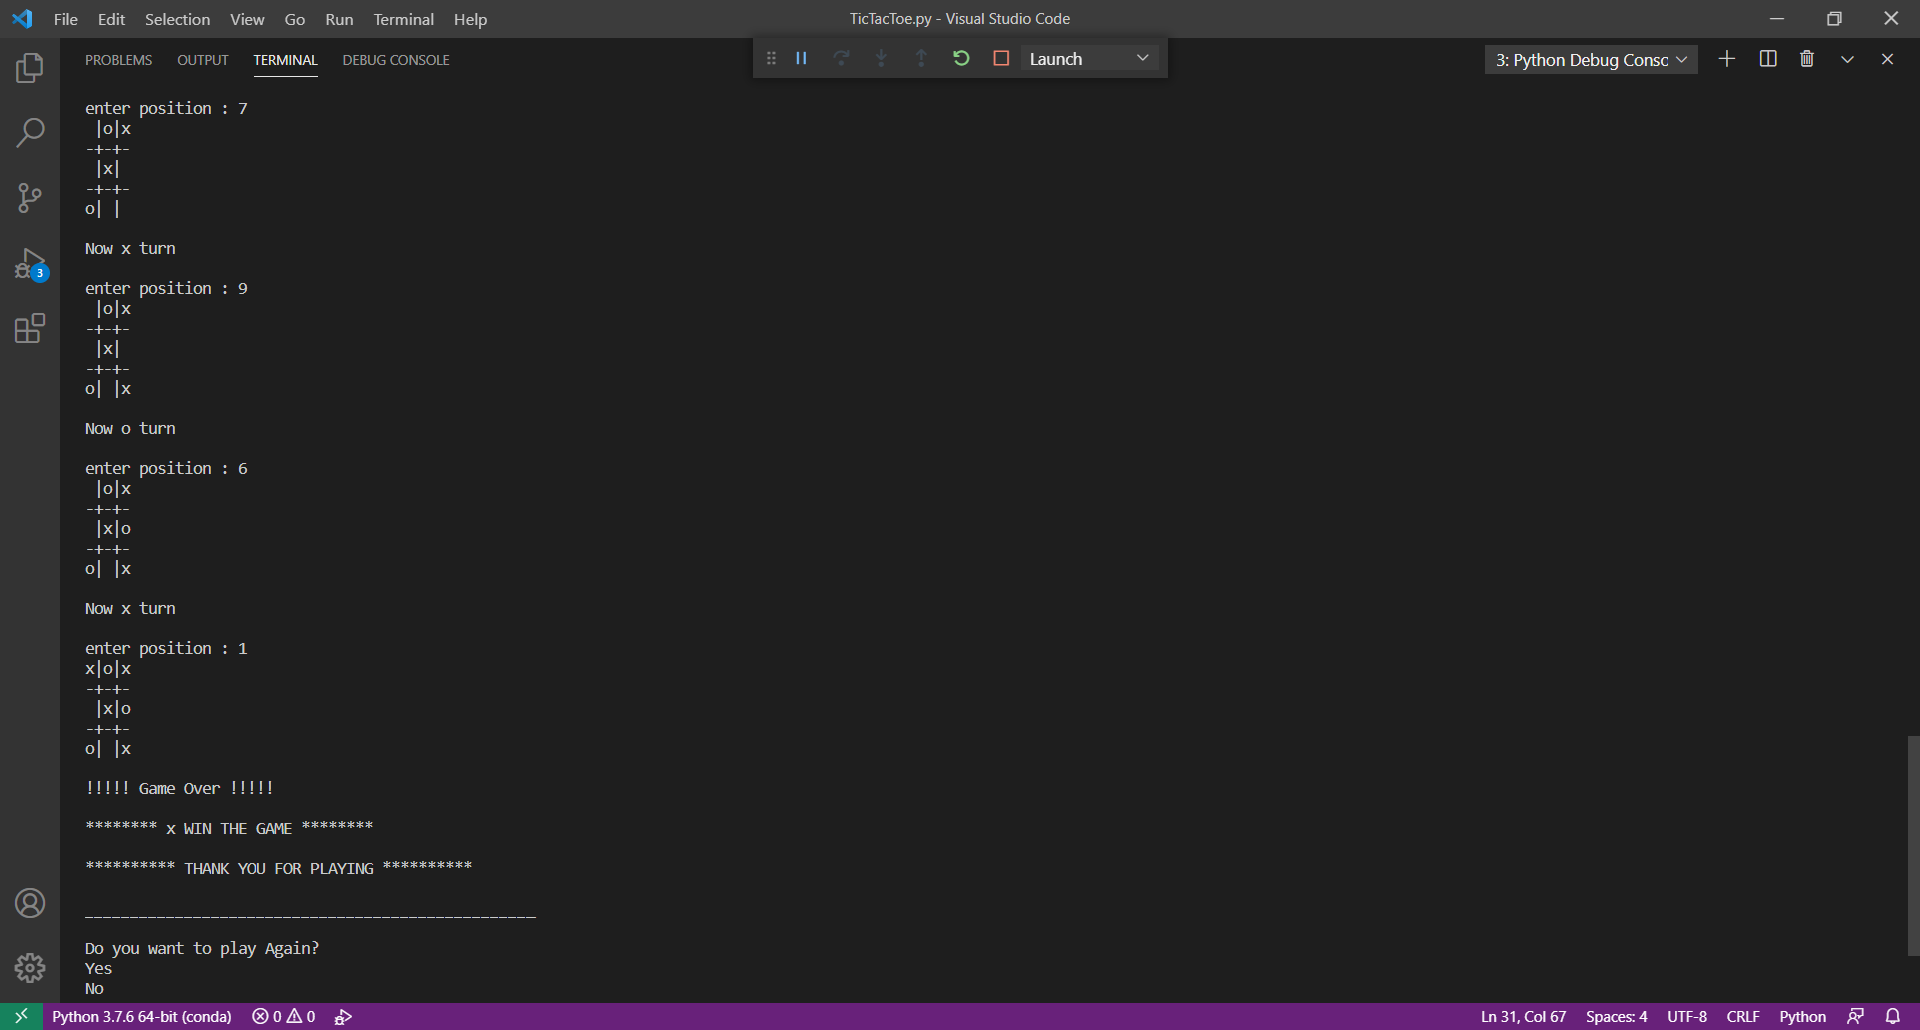 File Edit Selection View Go Run Terminal Help TicTacToe.py - Visual Studio Code
PROBLEMS OUTPUT TERMINAL DEBUG CONSOLE Launch 3: Python Debug Consc
enter position : 7
 |o|x
-+-+-
 |x|
-+-+-
o| |
Now x turn
enter position : 9
 |o|x
-+-+-
 |x|
-+-+-
o| |x
Now o turn
enter position : 6
 |o|x
-+-+-
 |x|o
-+-+-
o| |x
Now x turn
enter position : 1
x|o|x
-+-+-
 |x|o
-+-+-
o| |x
!!!!! Game Over !!!!!
******** x WIN THE GAME ********
********** THANK YOU FOR PLAYING **********
__________________________________________________
Do you want to play Again?
Yes
No
3
Python 3.7.6 64-bit (conda) 0 0 Ln 31, Col 67 Spaces: 4 UTF-8 CRLF Python